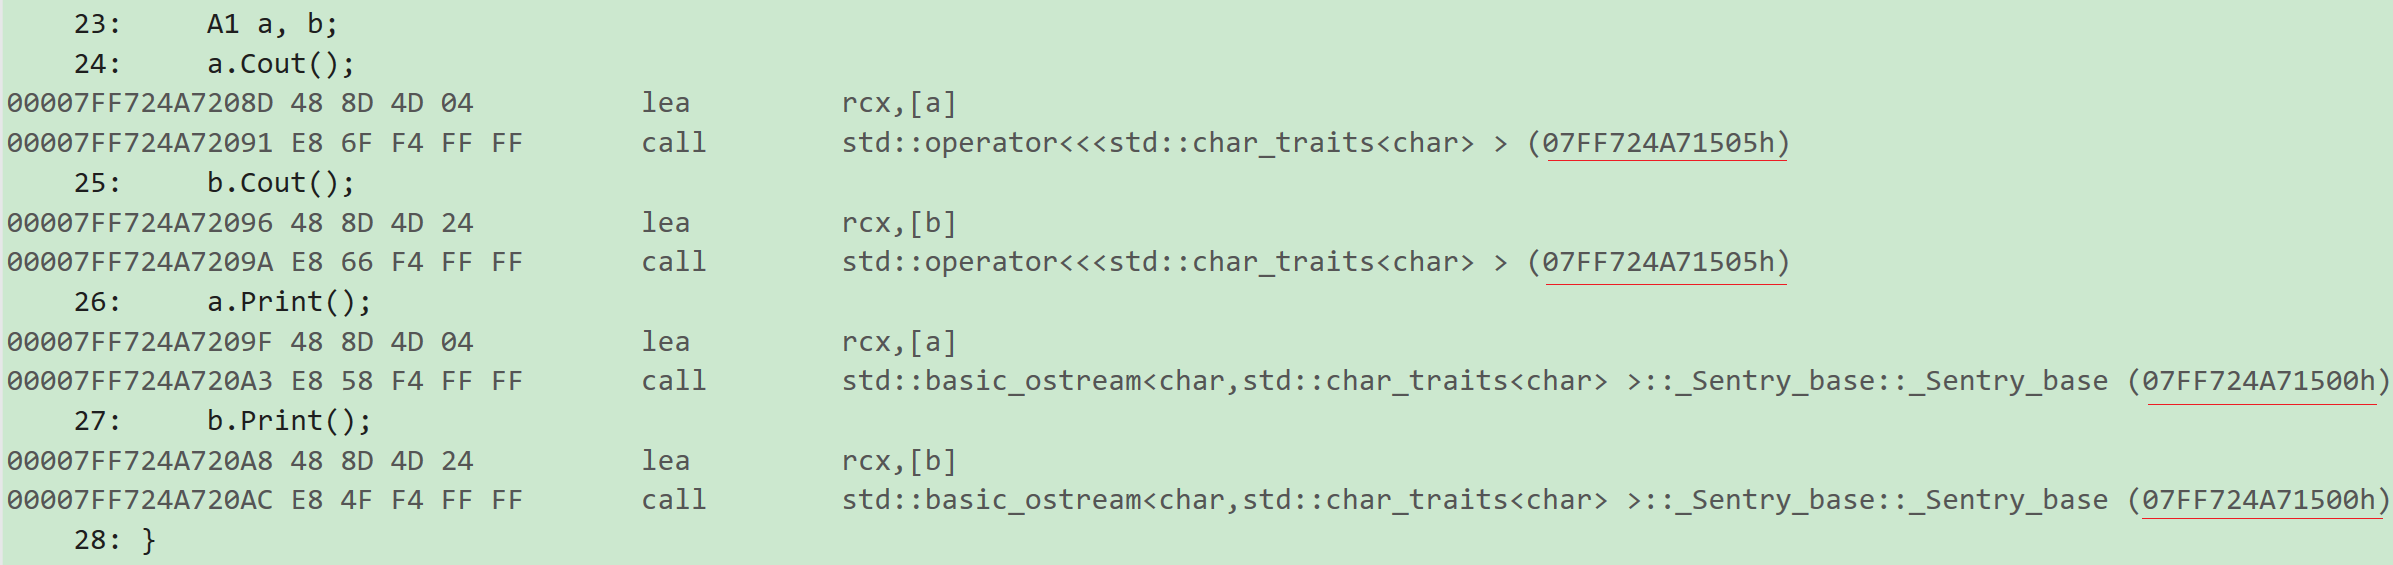 23:     A1 a, b;
24:     a.Cout();
00007FF724A7208D 48 8D 4D 04          lea         rcx,[a]
00007FF724A72091 E8 6F F4 FF FF       call        std::operator<<<std::char_traits<char> > (07FF724A71505h)
25:     b.Cout();
00007FF724A72096 48 8D 4D 24          lea         rcx,[b]
00007FF724A7209A E8 66 F4 FF FF       call        std::operator<<<std::char_traits<char> > (07FF724A71505h)
26:     a.Print();
00007FF724A7209F 48 8D 4D 04          lea         rcx,[a]
00007FF724A720A3 E8 58 F4 FF FF       call        std::basic_ostream<char,std::char_traits<char> >::_Sentry_base::_Sentry_base (07FF724A71500h)
27:     b.Print();
00007FF724A720A8 48 8D 4D 24          lea         rcx,[b]
00007FF724A720AC E8 4F F4 FF FF       call        std::basic_ostream<char,std::char_traits<char> >::_Sentry_base::_Sentry_base (07FF724A71500h)
28: }